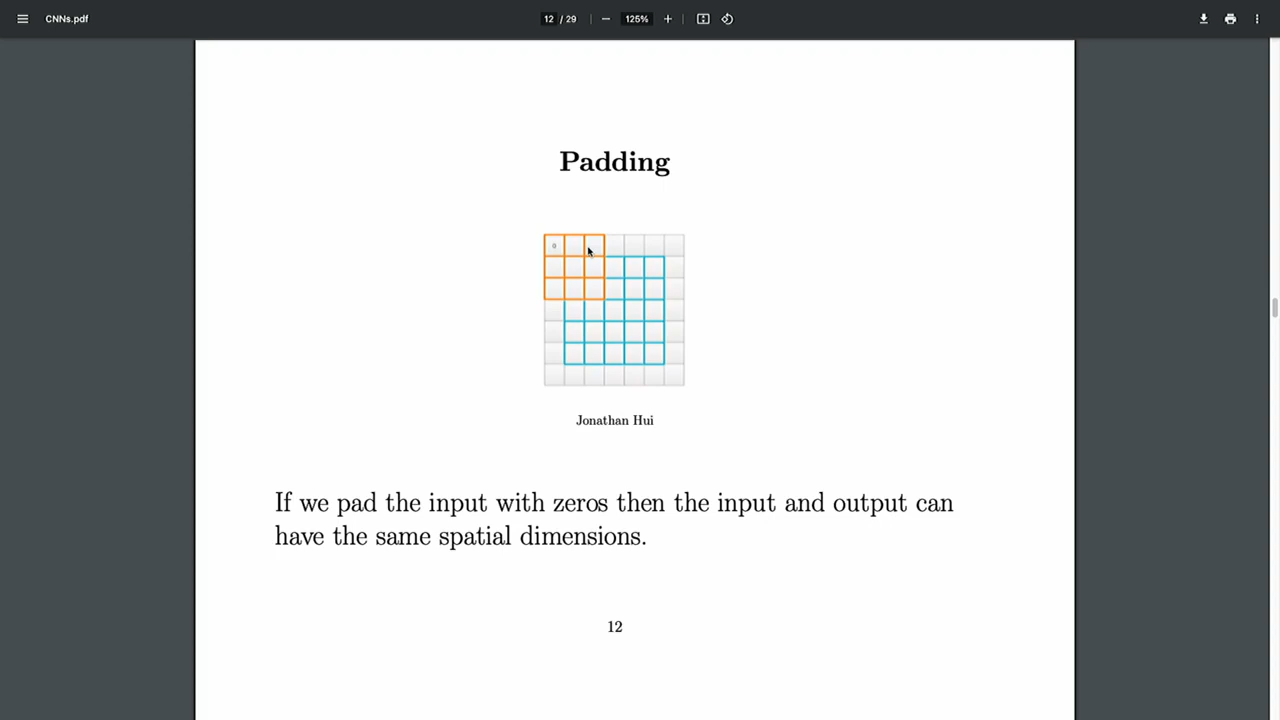 CNNs.pdf
12 / 29
125%
Padding
0
Jonathan Hui
If we pad the input with zeros then the input and output can
have the same spatial dimensions.
12